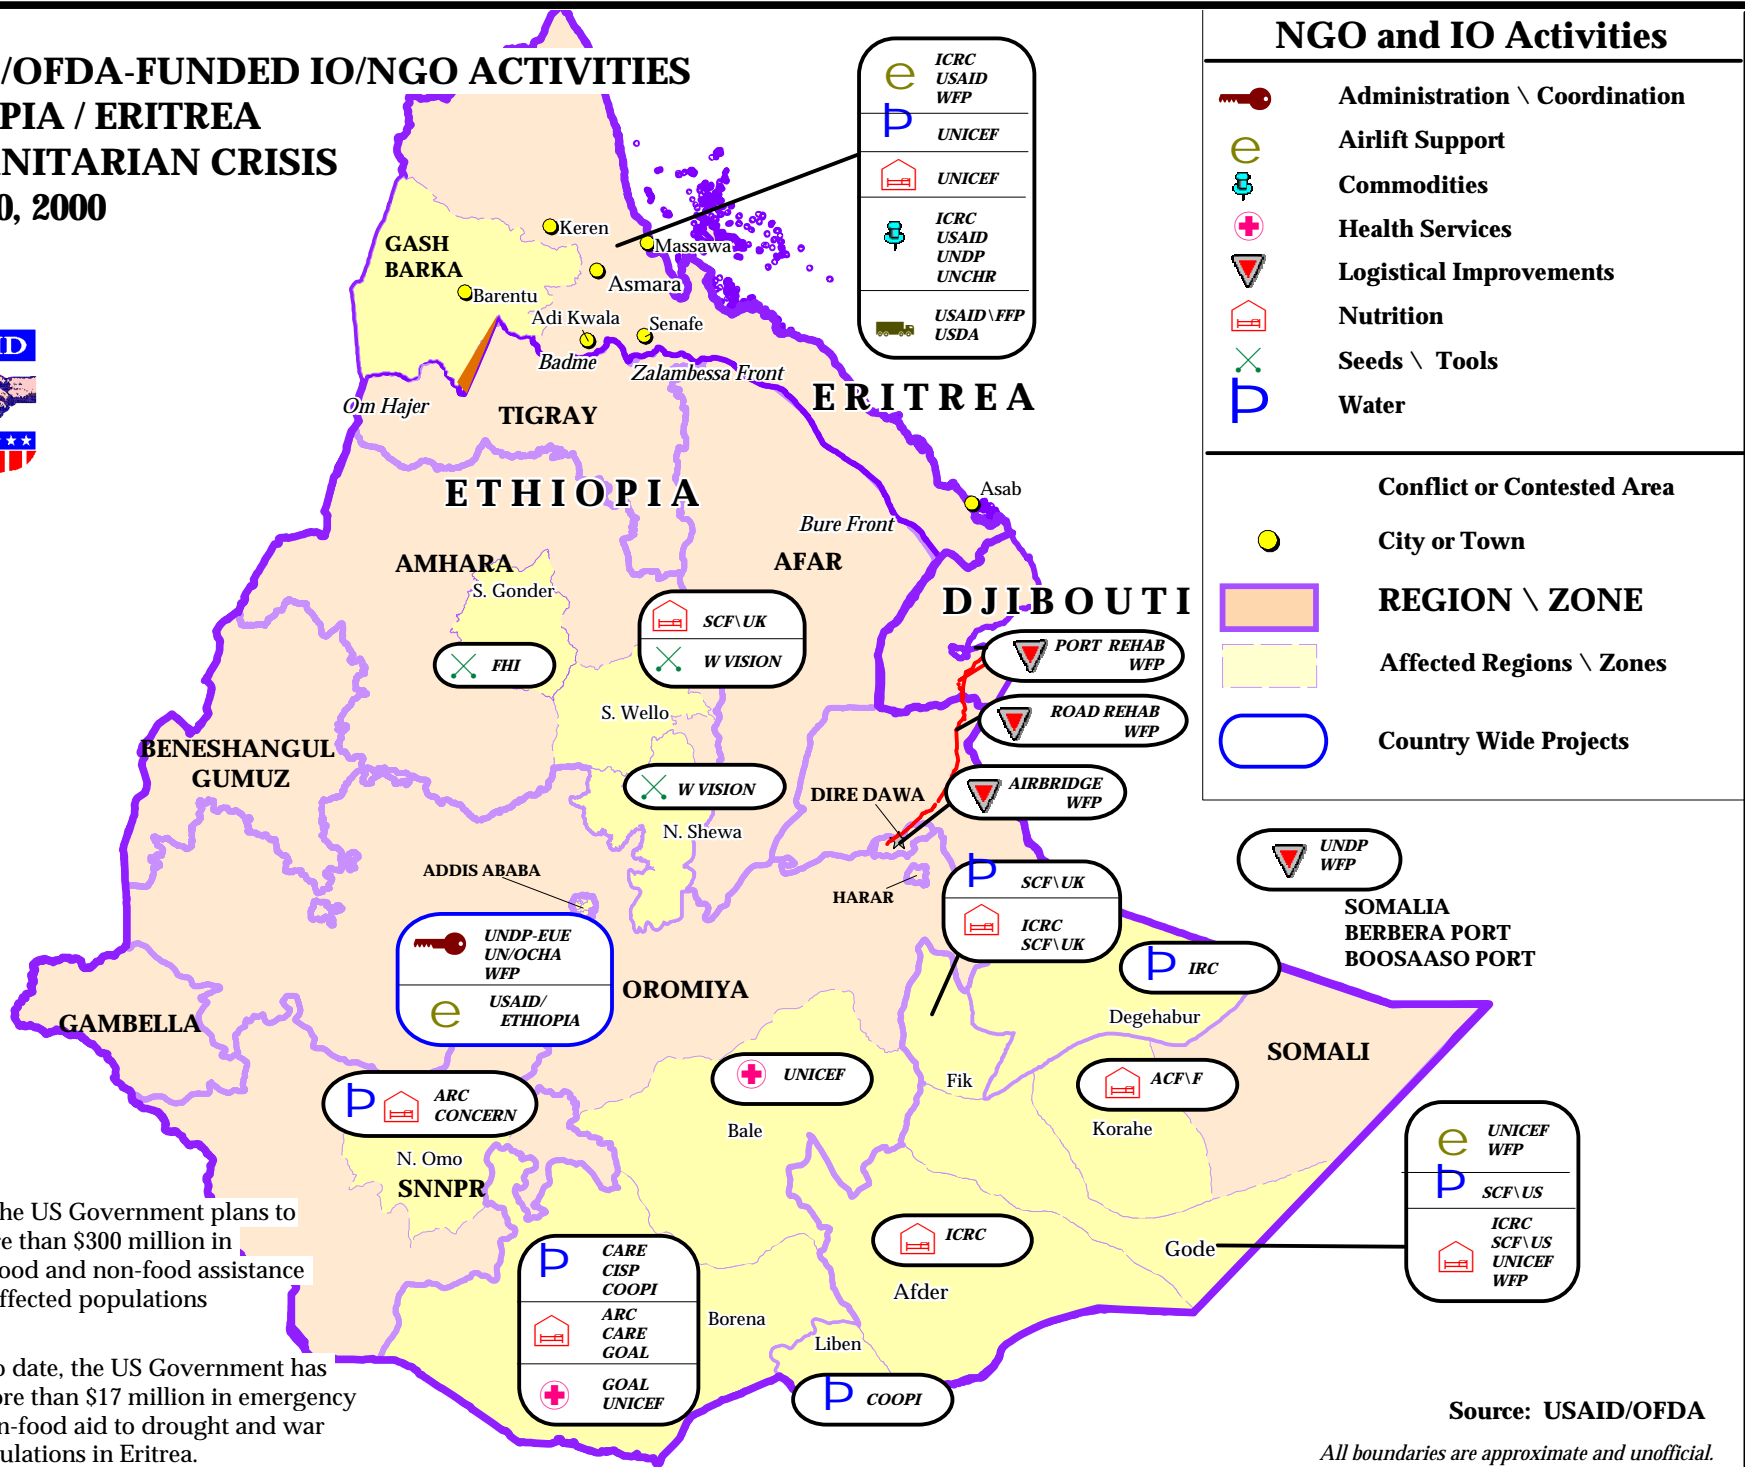 /OFDA-FUNDED IO/NGO ACTIVITIES
PIA / ERITREA
NITARIAN CRISIS
0, 2000
ID
NGO and IO Activities
Administration \ Coordination
Airlift Support
Commodities
Health Services
Logistical Improvements
Nutrition
Seeds \ Tools
Water
Conflict or Contested Area
City or Town
REGION \ ZONE
Affected Regions \ Zones
Country Wide Projects
ICRC
USAID
WFP
UNICEF
UNICEF
ICRC
USAID
UNDP
UNCHR
USAID\FFP
USDA
Keren
Massawa
GASH
BARKA
Asmara
Barentu
Adi Kwala
Senafe
Badme
Zalambessa Front
Om Hajer
ERITREA
TIGRAY
ETHIOPIA
Asab
Bure Front
AMHARA
AFAR
S. Gonder
DJIBOUTI
SCF\UK
W VISION
FHI
PORT REHAB
WFP
S. Wello
ROAD REHAB
WFP
BENESHANGUL
GUMUZ
W VISION
AIRBRIDGE
WFP
DIRE DAWA
N. Shewa
UNDP
WFP
ADDIS ABABA
HARAR
SCF\UK
ICRC
SCF\UK
SOMALIA
BERBERA PORT
BOOSAASO PORT
UNDP-EUE
UN/OCHA
WFP
USAID/
ETHIOPIA
IRC
OROMIYA
GAMBELLA
Degehabur
SOMALI
UNICEF
Fik
ACF\F
ARC
CONCERN
Bale
Korahe
UNICEF
WFP
SCF\US
ICRC
SCF\US
UNICEF
WFP
N. Omo
SNNPR
ICRC
Gode
he US Government plans to
e than $300 million in
ood and non-food assistance
ffected populations
CARE
CISP
COOPI
ARC
CARE
GOAL
GOAL
UNICEF
Afder
Borena
Liben
COOPI
o date, the US Government has
ore than $17 million in emergency
n-food aid to drought and war
ulations in Eritrea.
Source: USAID/OFDA
All boundaries are approximate and unofficial.